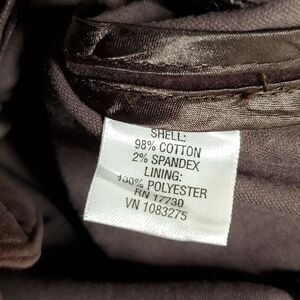 SHELL:
98% COTTON
2% SPANDEX
LINING:
100% POLYESTER
RN 17730
VN 1083275